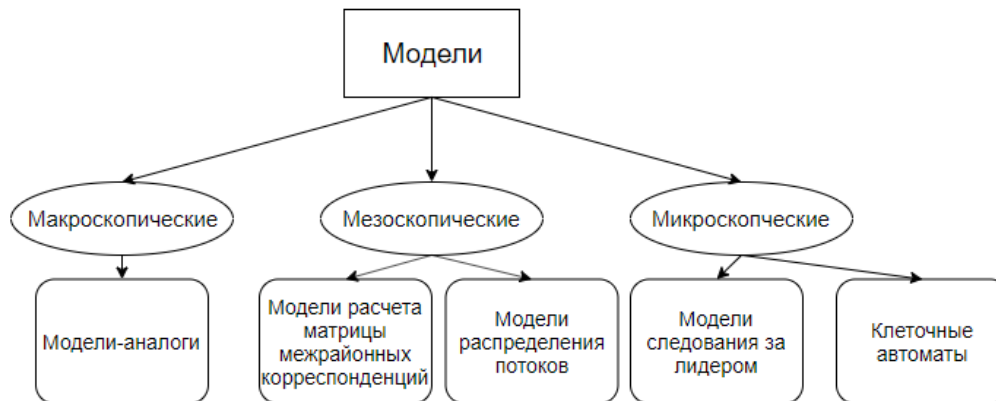 Модели
Макроскопические
Мезоскопические
Микроскопческие
Модели-аналоги
Модели расчета
матрицы
межрайонных
корреспонденций
Модели
распределения
потоков
Модели
следования за
лидером
Клеточные
автоматы